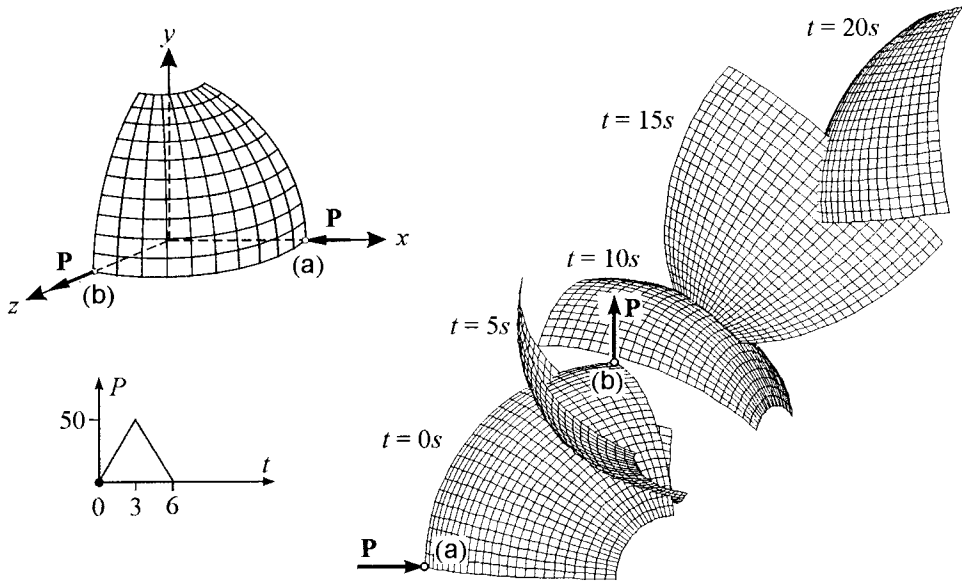 y
P
x
(a)
P
(b)
z
P
50
t
0 3 6
t = 20s
t = 15s
t = 10s
P
t = 5s
(b)
t = 0s
P
(a)